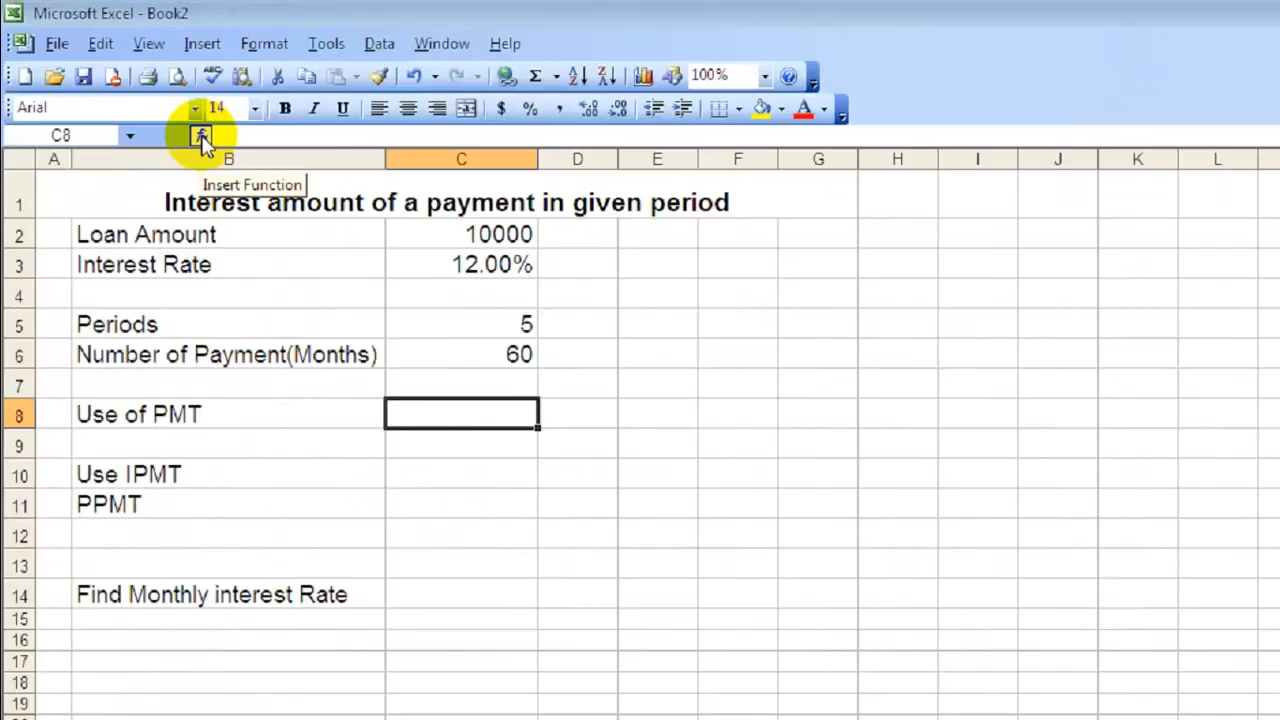 Microsoft Excel - Book2
File Edit View Insert Format Tools Data Window Help
Σ 100%
Arial 14 B I U $ % , A
C8
A B C D E F G H I J K L
Insert Function
1 Interest amount of a payment in given period
2 Loan Amount 10000
3 Interest Rate 12.00%
4
5 Periods 5
6 Number of Payment(Months) 60
7
8 Use of PMT
9
10 Use IPMT
11 PPMT
12
13
14 Find Monthly interest Rate
15
16
17
18
19